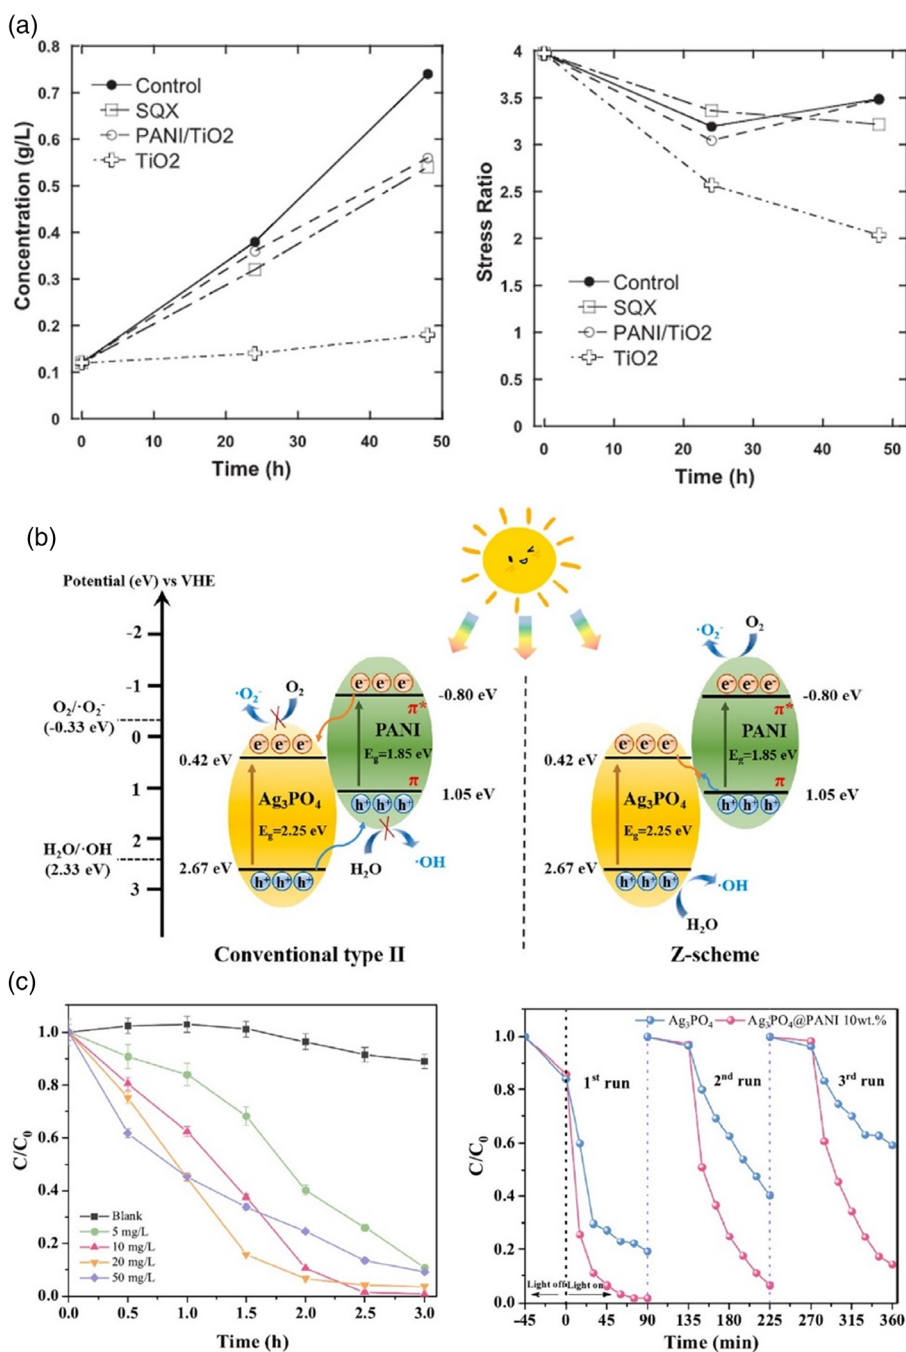 (a)
0.8
0.7
0.6
0.5
0.4
0.3
0.2
0.1
0
Concentration (g/L)
Control
SQX
PANI/TiO2
TiO2
0 10 20 30 40 50
Time (h)
4
3.5
3
2.5
2
1.5
1
0.5
0
Stress Ratio
Control
SQX
PANI/TiO2
TiO2
0 10 20 30 40 50
Time (h)
(b)
Potential (eV) vs VHE
-2
-1
0
1
2
3
O₂/·O₂⁻
(-0.33 eV)
H₂O/·OH
(2.33 eV)
·O₂⁻ O₂
e⁻ e⁻ e⁻
-0.80 eV
π*
PANI
Eg=1.85 eV
π
h⁺ h⁺ h⁺
1.05 eV
e⁻ e⁻ e⁻
0.42 eV
Ag₃PO₄
Eg=2.25 eV
2.67 eV
h⁺ h⁺ h⁺
H₂O
·OH
Conventional type II
·O₂⁻ O₂
e⁻ e⁻ e⁻
-0.80 eV
π*
PANI
Eg=1.85 eV
π
h⁺ h⁺ h⁺
1.05 eV
e⁻ e⁻ e⁻
0.42 eV
Ag₃PO₄
Eg=2.25 eV
2.67 eV
h⁺ h⁺ h⁺
·OH
H₂O
Z-scheme
(c)
1.0
0.8
0.6
0.4
0.2
0.0
C/C₀
Blank
5 mg/L
10 mg/L
20 mg/L
50 mg/L
0.0 0.5 1.0 1.5 2.0 2.5 3.0
Time (h)
Ag₃PO₄ Ag₃PO₄@PANI 10wt.%
1.0
0.8
0.6
0.4
0.2
0.0
C/C₀
1ˢᵗ run
2ⁿᵈ run
3ʳᵈ run
Light off Light on
-45 0 45 90 135 180 225 270 315 360
Time (min)